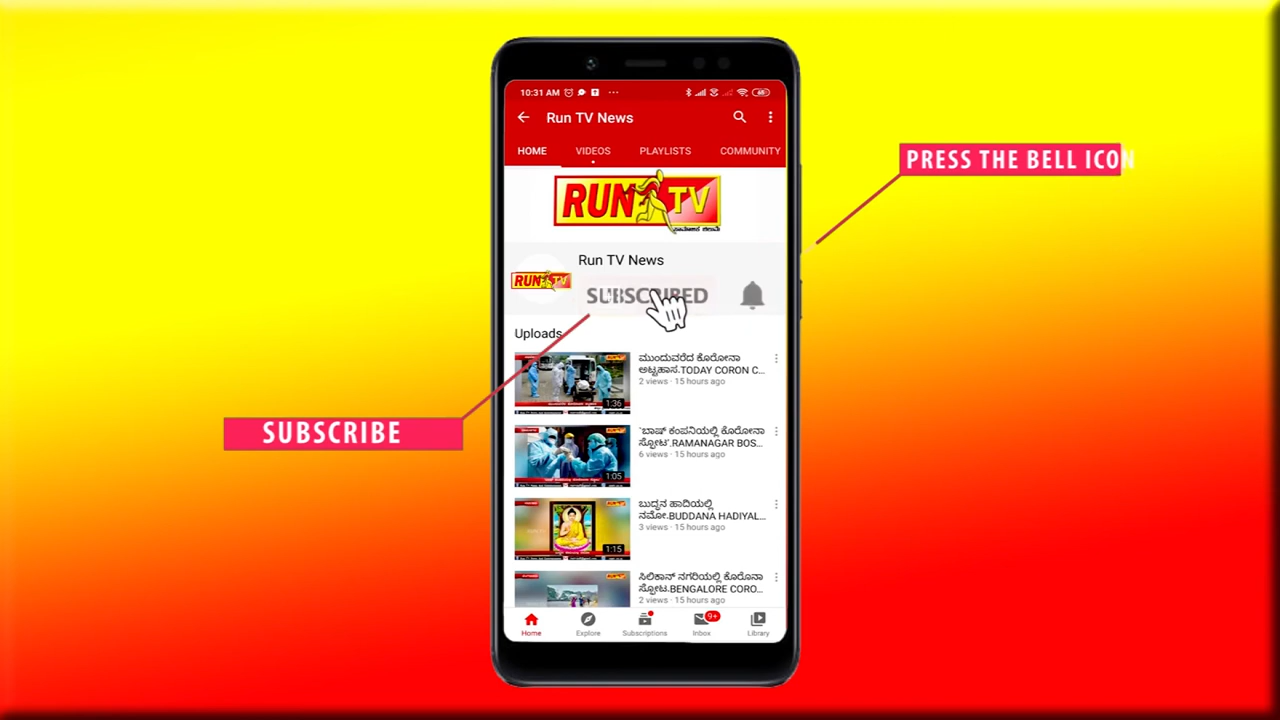 10:31 AM
Run TV News
HOME VIDEOS PLAYLISTS COMMUNITY
PRESS THE BELL ICON
RUN TV
Run TV News
RUN TV
SUBSCRIBED
Uploads
ಮುಂದುವರೆದ ಕೊರೋನಾ
ಅಟ್ಟಹಾಸ.TODAY CORON C...
2 views · 15 hours ago
1:36
SUBSCRIBE
'ಬಾಷ್ ಕಂಪನಿಯಲ್ಲಿ ಕೊರೋನಾ
ಸ್ಪೋಟ'.RAMANAGAR BOS...
6 views · 15 hours ago
1:05
ಬುದ್ಧನ ಹಾದಿಯಲ್ಲಿ
ನಮೋ.BUDDANA HADIYAL...
3 views · 15 hours ago
1:15
ಸಿಲಿಕಾನ್ ನಗರಿಯಲ್ಲಿ ಕೊರೊನಾ
ಸ್ಪೋಟ.BENGALORE CORO...
2 views · 15 hours ago
9+
Home Explore Subscriptions Inbox Library